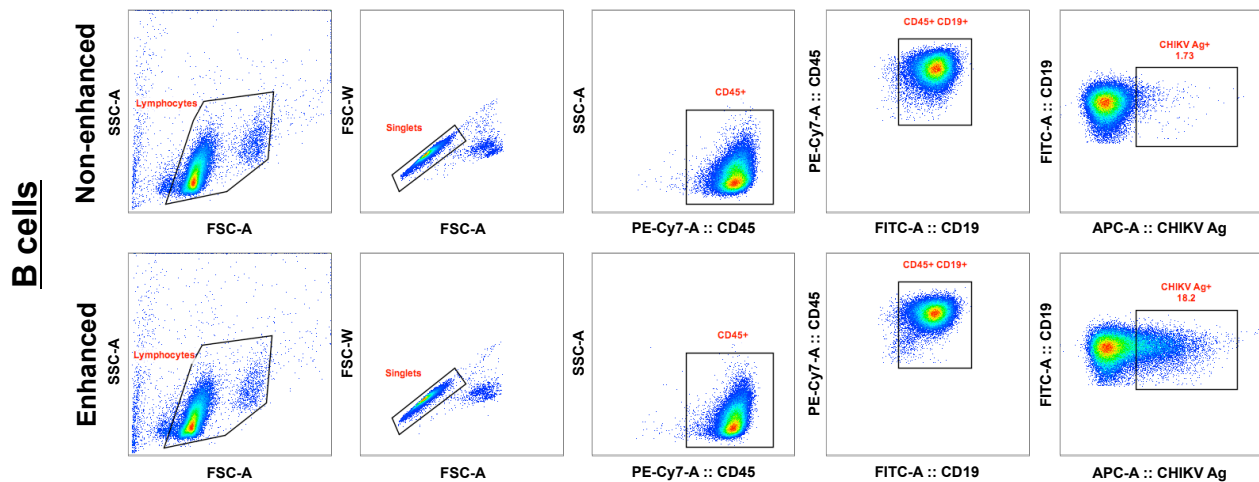 B cells
Non-enhanced
SSC-A
Lymphocytes
FSC-A
FSC-W
Singlets
FSC-A
SSC-A
CD45+
PE-Cy7-A :: CD45
PE-Cy7-A :: CD45
CD45+ CD19+
FITC-A :: CD19
FITC-A :: CD19
CHIKV Ag+
1.73
APC-A :: CHIKV Ag
Enhanced
SSC-A
Lymphocytes
FSC-A
FSC-W
Singlets
FSC-A
SSC-A
CD45+
PE-Cy7-A :: CD45
PE-Cy7-A :: CD45
CD45+ CD19+
FITC-A :: CD19
FITC-A :: CD19
CHIKV Ag+
18.2
APC-A :: CHIKV Ag